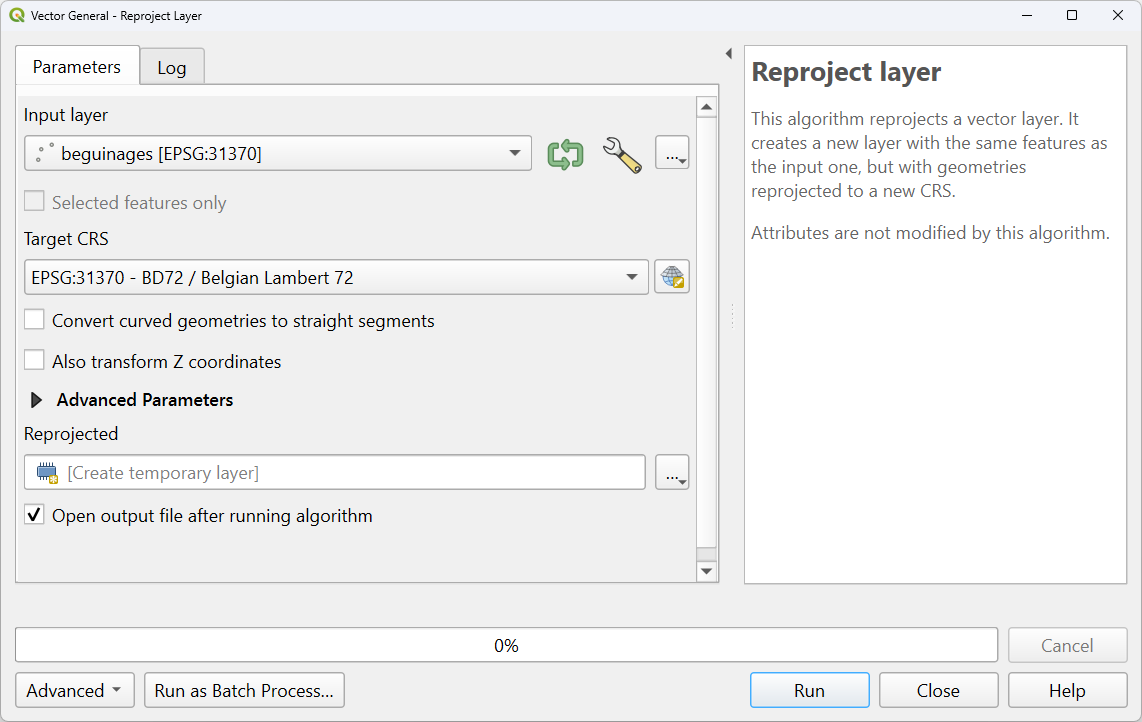 Vector General - Reproject Layer
Parameters
Log
Input layer
beguinages [EPSG:31370]
...
Selected features only
Target CRS
EPSG:31370 - BD72 / Belgian Lambert 72
Convert curved geometries to straight segments
Also transform Z coordinates
Advanced Parameters
Reprojected
[Create temporary layer]
...
Open output file after running algorithm
Reproject layer
This algorithm reprojects a vector layer. It
creates a new layer with the same features as
the input one, but with geometries
reprojected to a new CRS.
Attributes are not modified by this algorithm.
0%
Cancel
Advanced
Run as Batch Process...
Run
Close
Help